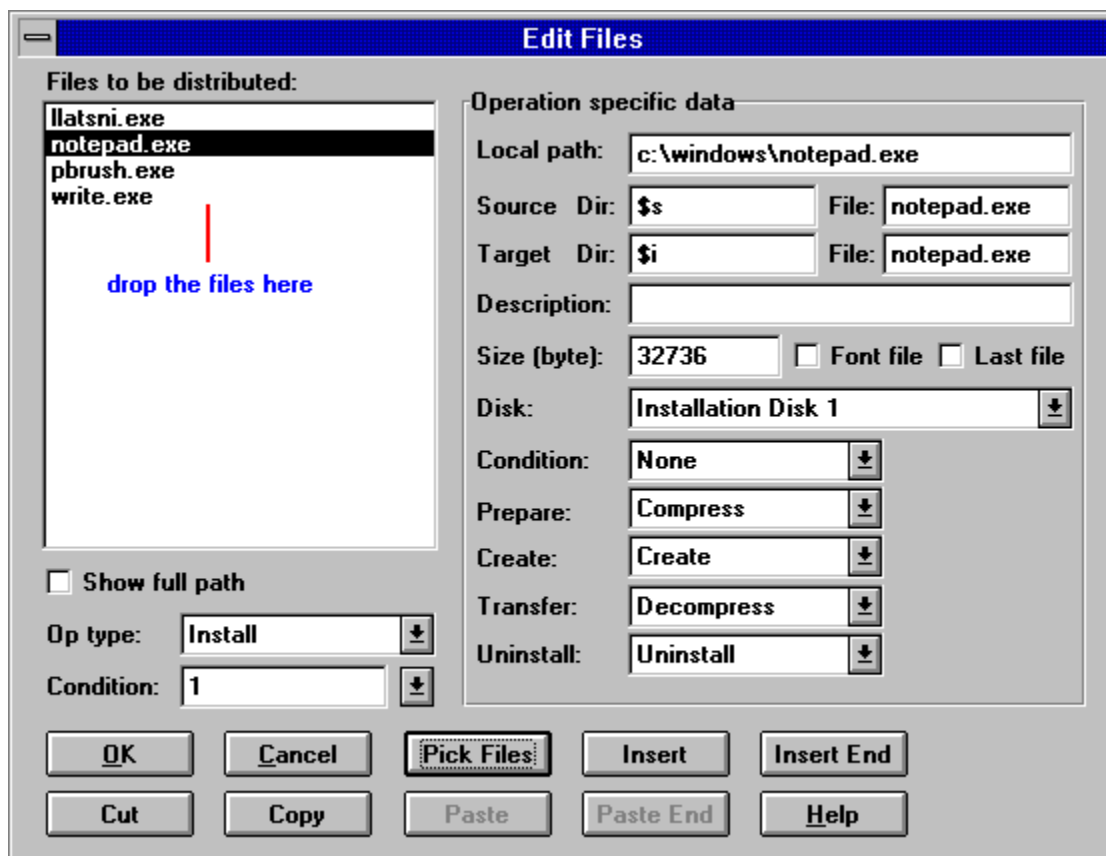 Edit Files
Files to be distributed:
llatsni.exe
notepad.exe
pbrush.exe
write.exe
drop the files here
Show full path
Op type: Install
Condition: 1
Operation specific data
Local path: c:\windows\notepad.exe
Source Dir: $s File: notepad.exe
Target Dir: $i File: notepad.exe
Description:
Size (byte): 32736 Font file Last file
Disk: Installation Disk 1
Condition: None
Prepare: Compress
Create: Create
Transfer: Decompress
Uninstall: Uninstall
OK Cancel Pick Files Insert Insert End
Cut Copy Paste Paste End Help